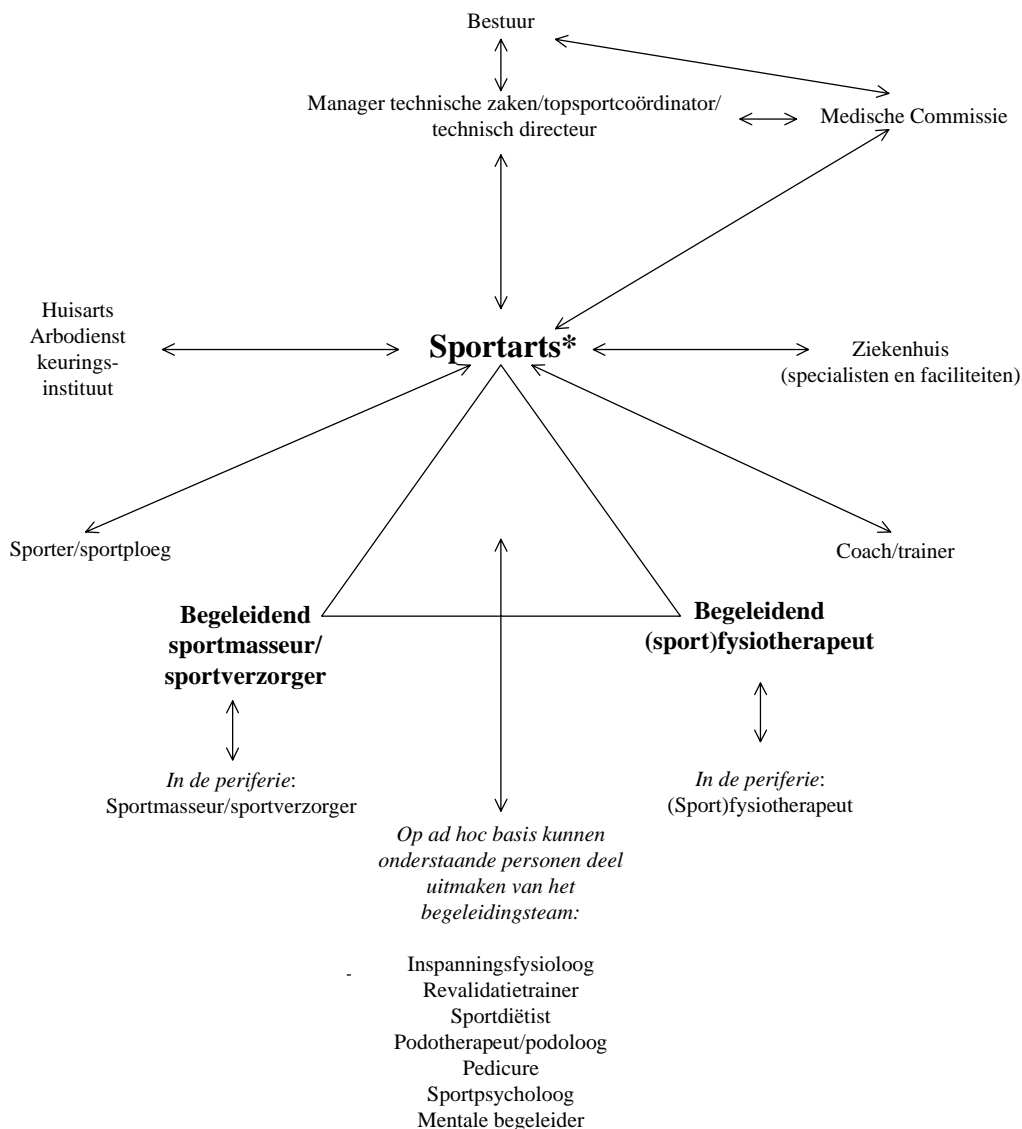 Bestuur
Manager technische zaken/topsportcoördinator/
technisch directeur
Medische Commissie
Huisarts
Arbodienst
keurings-
instituut
Sportarts*
Ziekenhuis
(specialisten en faciliteiten)
Sporter/sportploeg
Coach/trainer
Begeleidend
sportmasseur/
sportverzorger
Begeleidend
(sport)fysiotherapeut
In de periferie:
Sportmasseur/sportverzorger
In de periferie:
(Sport)fysiotherapeut
Op ad hoc basis kunnen
onderstaande personen deel
uitmaken van het
begeleidingsteam:
-
Inspanningsfysioloog
Revalidatietrainer
Sportdiëtist
Podotherapeut/podoloog
Pedicure
Sportpsycholoog
Mentale begeleider